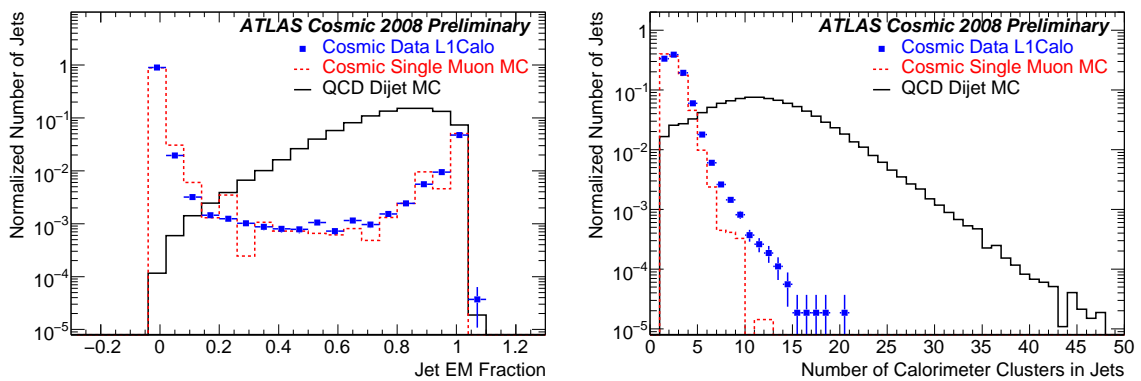 ATLAS Cosmic 2008 Preliminary
Cosmic Data L1Calo
Cosmic Single Muon MC
QCD Dijet MC
Normalized Number of Jets
1
10-1
10-2
10-3
10-4
10-5
-0.2 0 0.2 0.4 0.6 0.8 1 1.2
Jet EM Fraction
ATLAS Cosmic 2008 Preliminary
Cosmic Data L1Calo
Cosmic Single Muon MC
QCD Dijet MC
Normalized Number of Jets
1
10-1
10-2
10-3
10-4
10-5
0 5 10 15 20 25 30 35 40 45 50
Number of Calorimeter Clusters in Jets